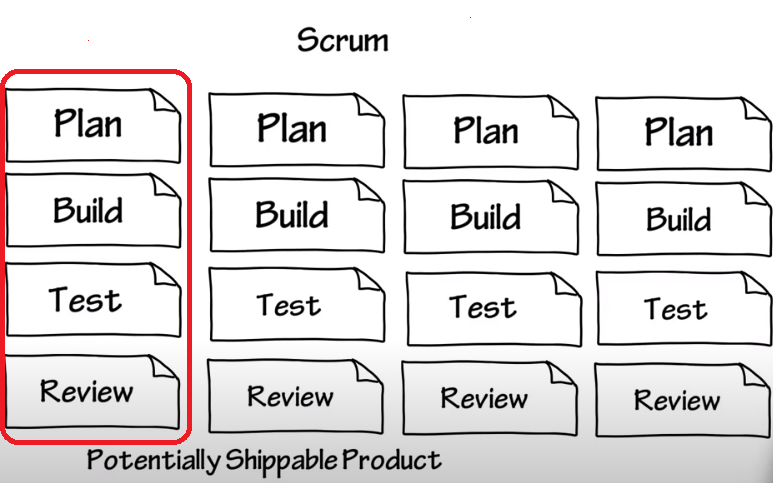 Scrum
Plan Plan Plan Plan
Build Build Build Build
Test Test Test Test
Review Review Review Review
Potentially Shippable Product